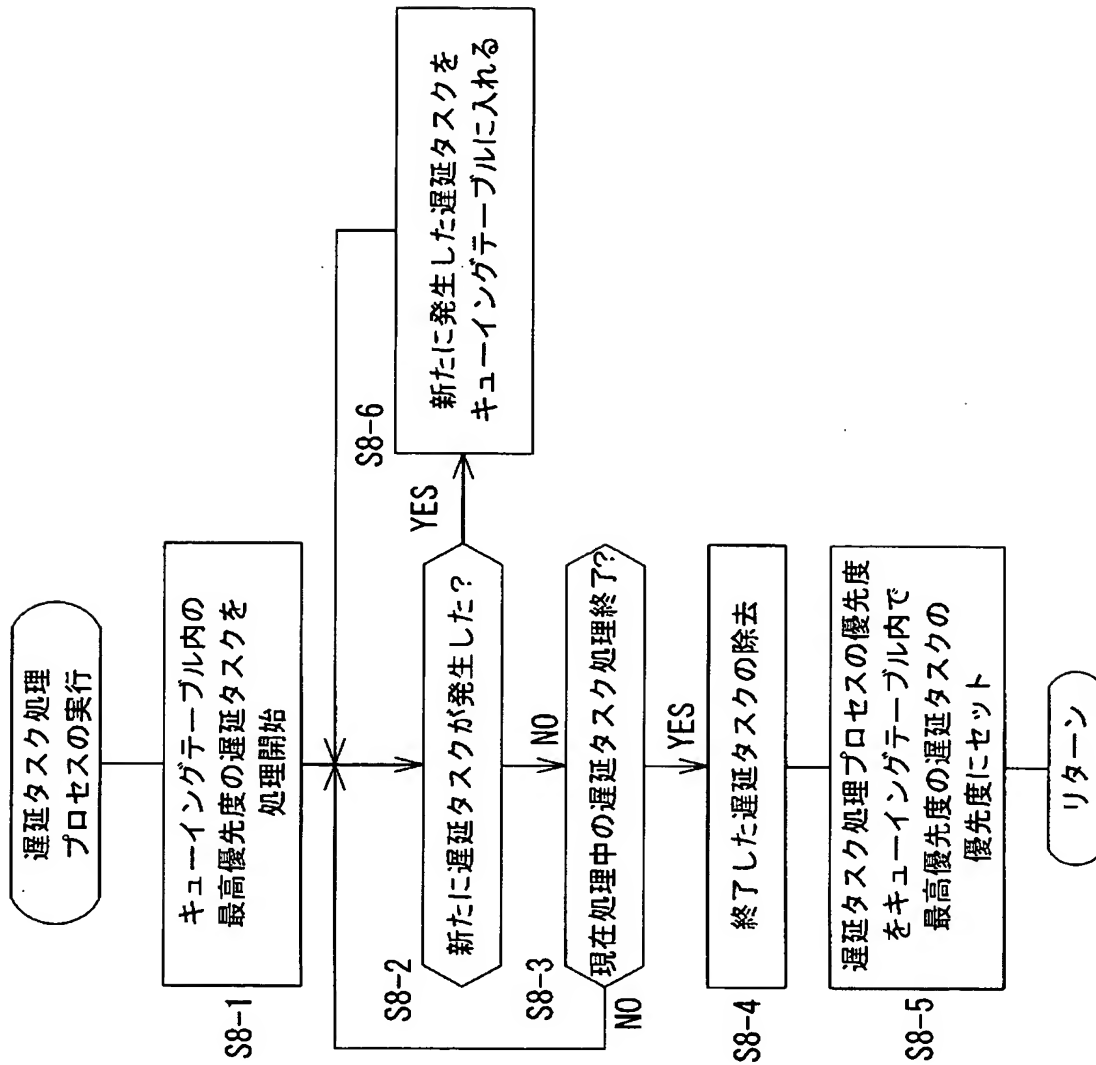 遅延タスク処理
プロセスの実行
S8-1
キューイングテーブル内の
最高優先度の遅延タスクを
処理開始
S8-2
新たに遅延タスクが発生した?
YES
S8-6
新たに発生した遅延タスクを
キューイングテーブルに入れる
NO
S8-3
現在処理中の遅延タスク処理終了?
NO
YES
S8-4
終了した遅延タスクの除去
S8-5
遅延タスク処理プロセスの優先度
をキューイングテーブル内で
最高優先度の遅延タスクの
優先度にセット
リターン